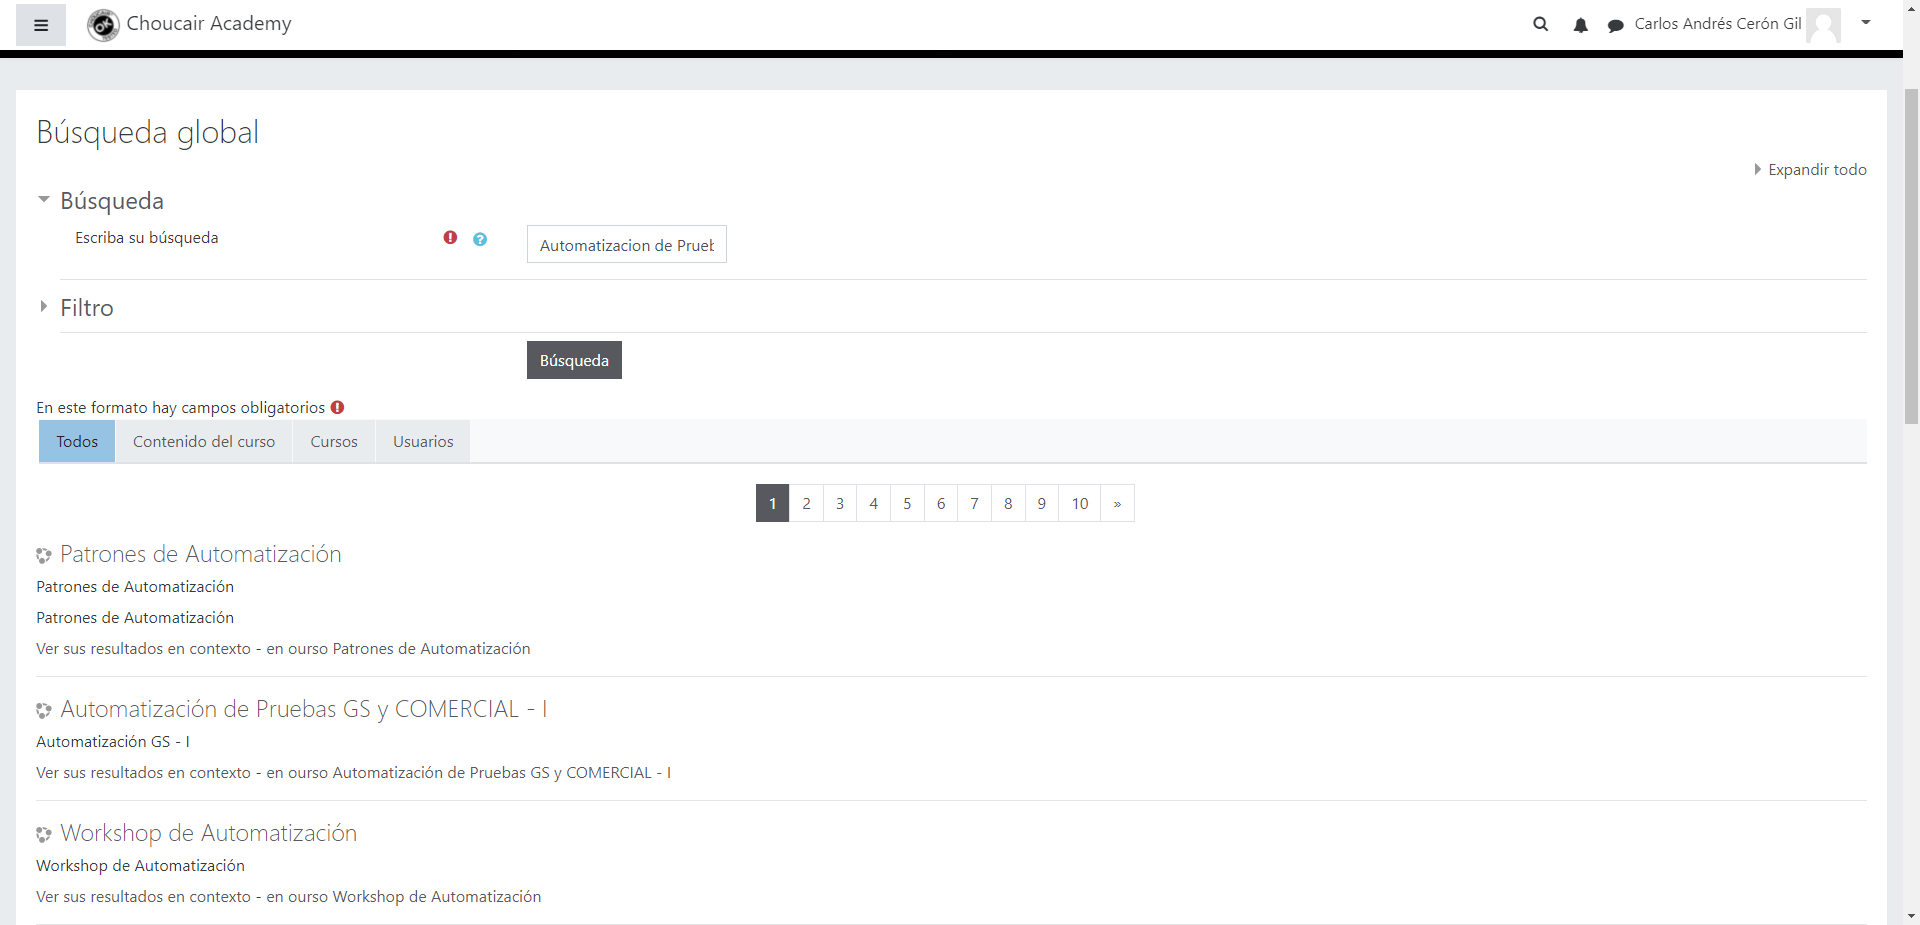 Choucair Academy
Carlos Andrés Cerón Gil
Búsqueda global
Expandir todo
Búsqueda
Escriba su búsqueda
Automatizacion de Prueb
Filtro
Búsqueda
En este formato hay campos obligatorios
Todos Contenido del curso Cursos Usuarios
1 2 3 4 5 6 7 8 9 10 »
Patrones de Automatización
Patrones de Automatización
Patrones de Automatización
Ver sus resultados en contexto - en ourso Patrones de Automatización
Automatización de Pruebas GS y COMERCIAL - I
Automatización GS - I
Ver sus resultados en contexto - en ourso Automatización de Pruebas GS y COMERCIAL - I
Workshop de Automatización
Workshop de Automatización
Ver sus resultados en contexto - en ourso Workshop de Automatización